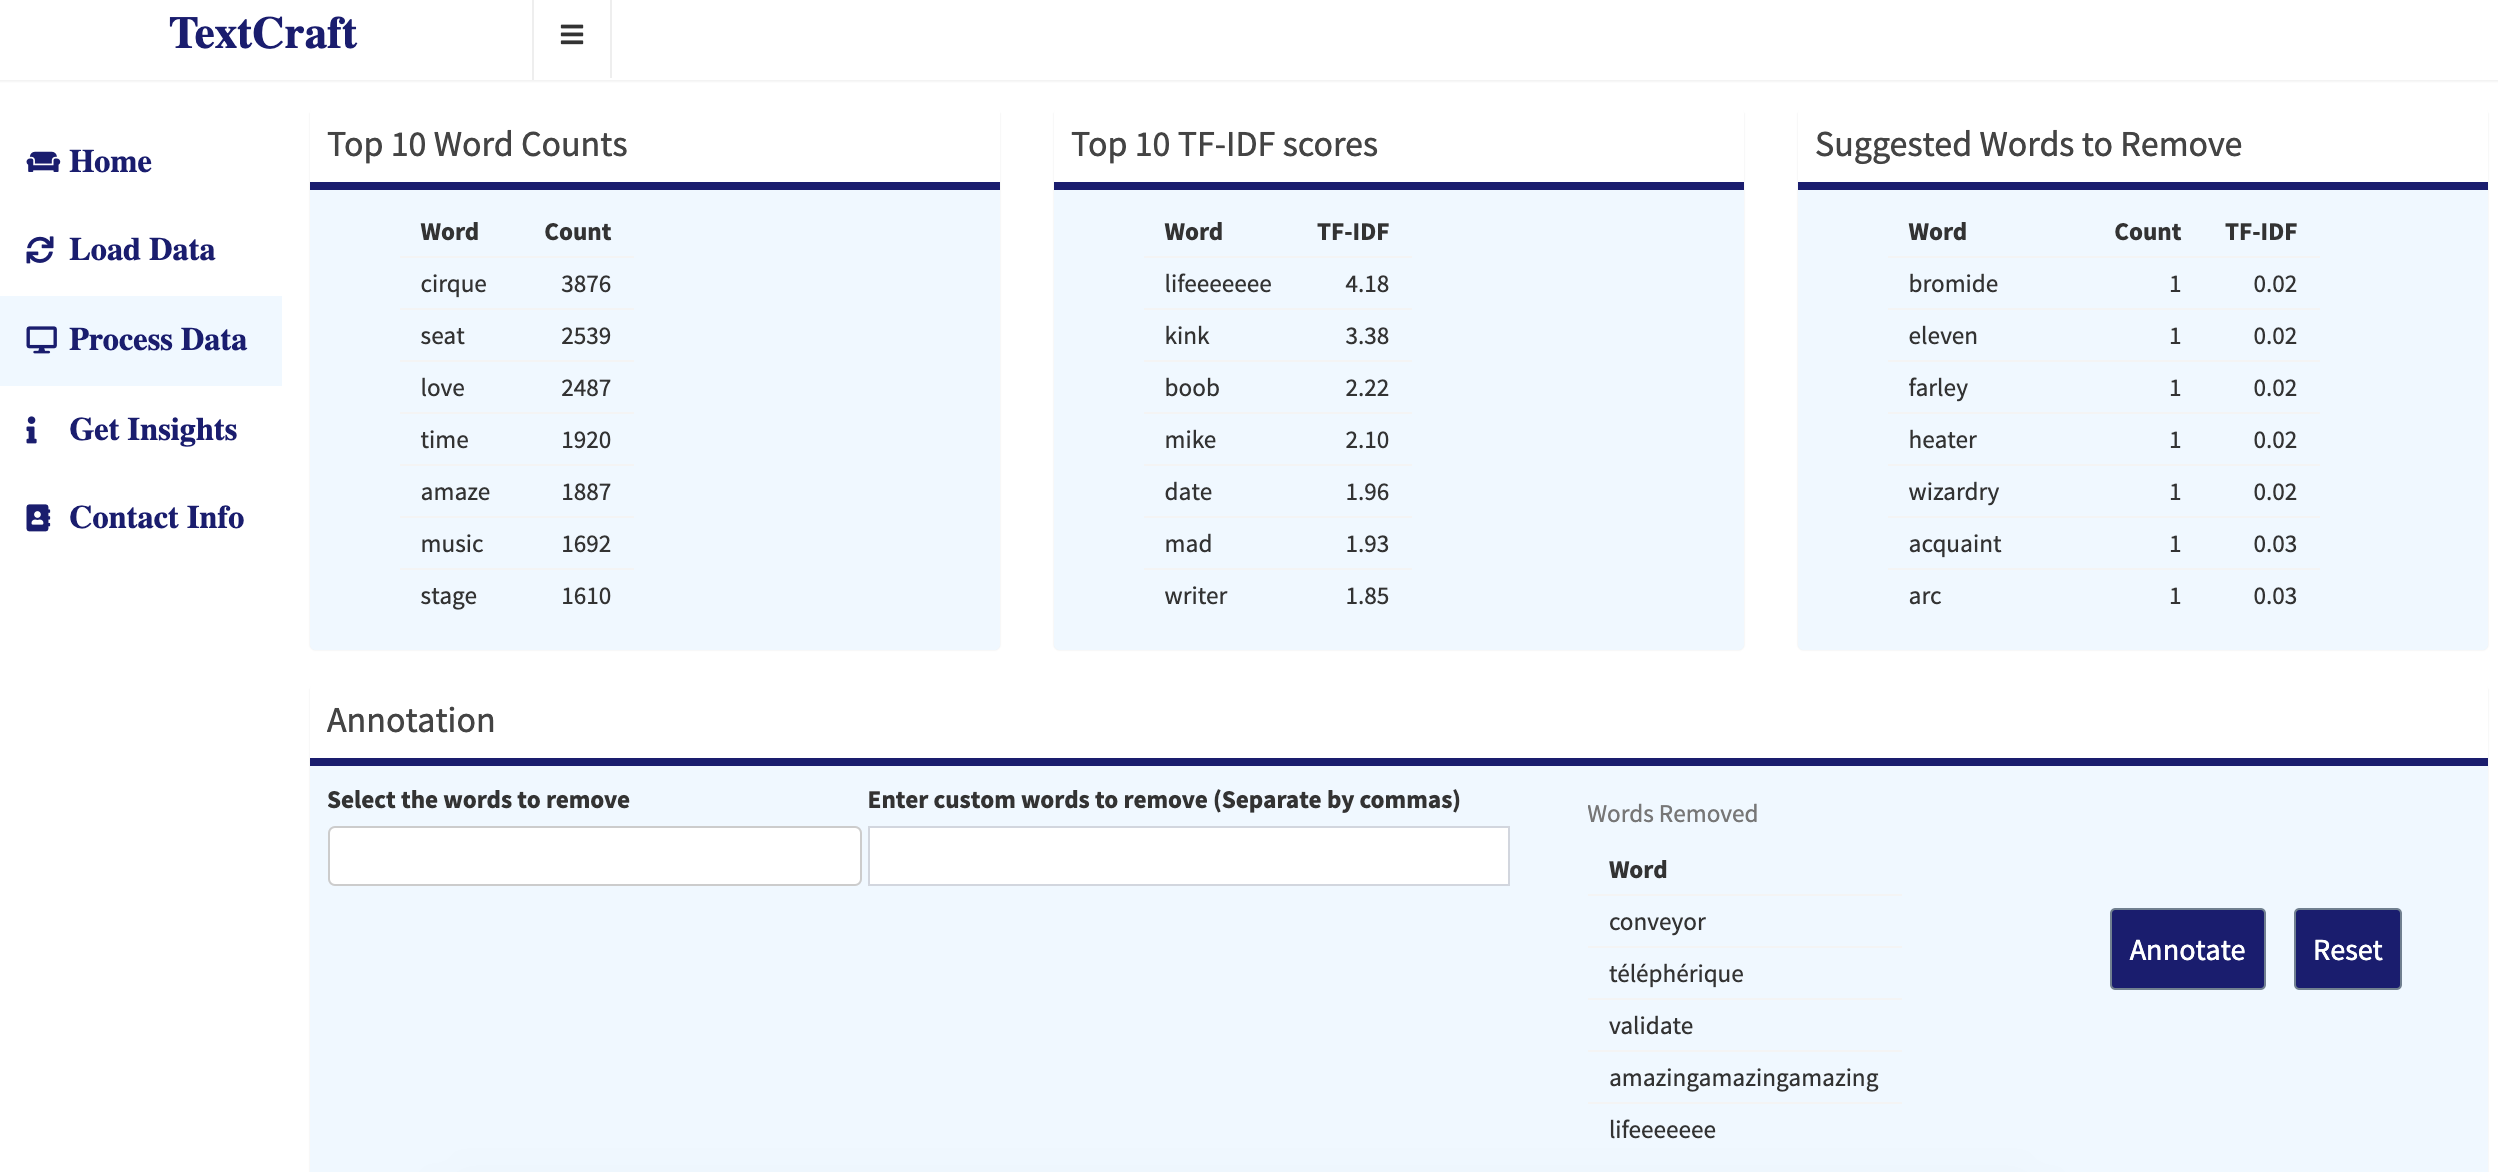 TextCraft
Home
Load Data
Process Data
Get Insights
Contact Info
Top 10 Word Counts
Word Count
cirque 3876
seat 2539
love 2487
time 1920
amaze 1887
music 1692
stage 1610
Top 10 TF-IDF scores
Word TF-IDF
lifeeeeeee 4.18
kink 3.38
boob 2.22
mike 2.10
date 1.96
mad 1.93
writer 1.85
Suggested Words to Remove
Word Count TF-IDF
bromide 1 0.02
eleven 1 0.02
farley 1 0.02
heater 1 0.02
wizardry 1 0.02
acquaint 1 0.03
arc 1 0.03
Annotation
Select the words to remove
Enter custom words to remove (Separate by commas)
Words Removed
Word
conveyor
téléphérique
validate
amazingamazingamazing
lifeeeeeee
Annotate
Reset